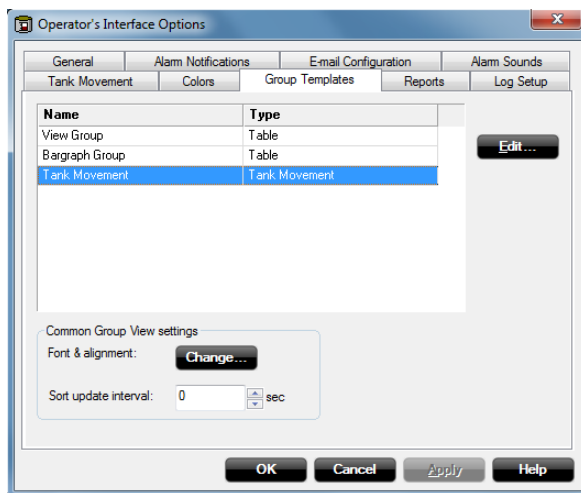 Operator's Interface Options
General Alarm Notifications E-mail Configuration Alarm Sounds
Tank Movement Colors Group Templates Reports Log Setup
Name Type
View Group Table
Bargraph Group Table
Tank Movement Tank Movement
Edit...
Common Group View settings
Font & alignment: Change...
Sort update interval: 0 sec
OK Cancel Apply Help